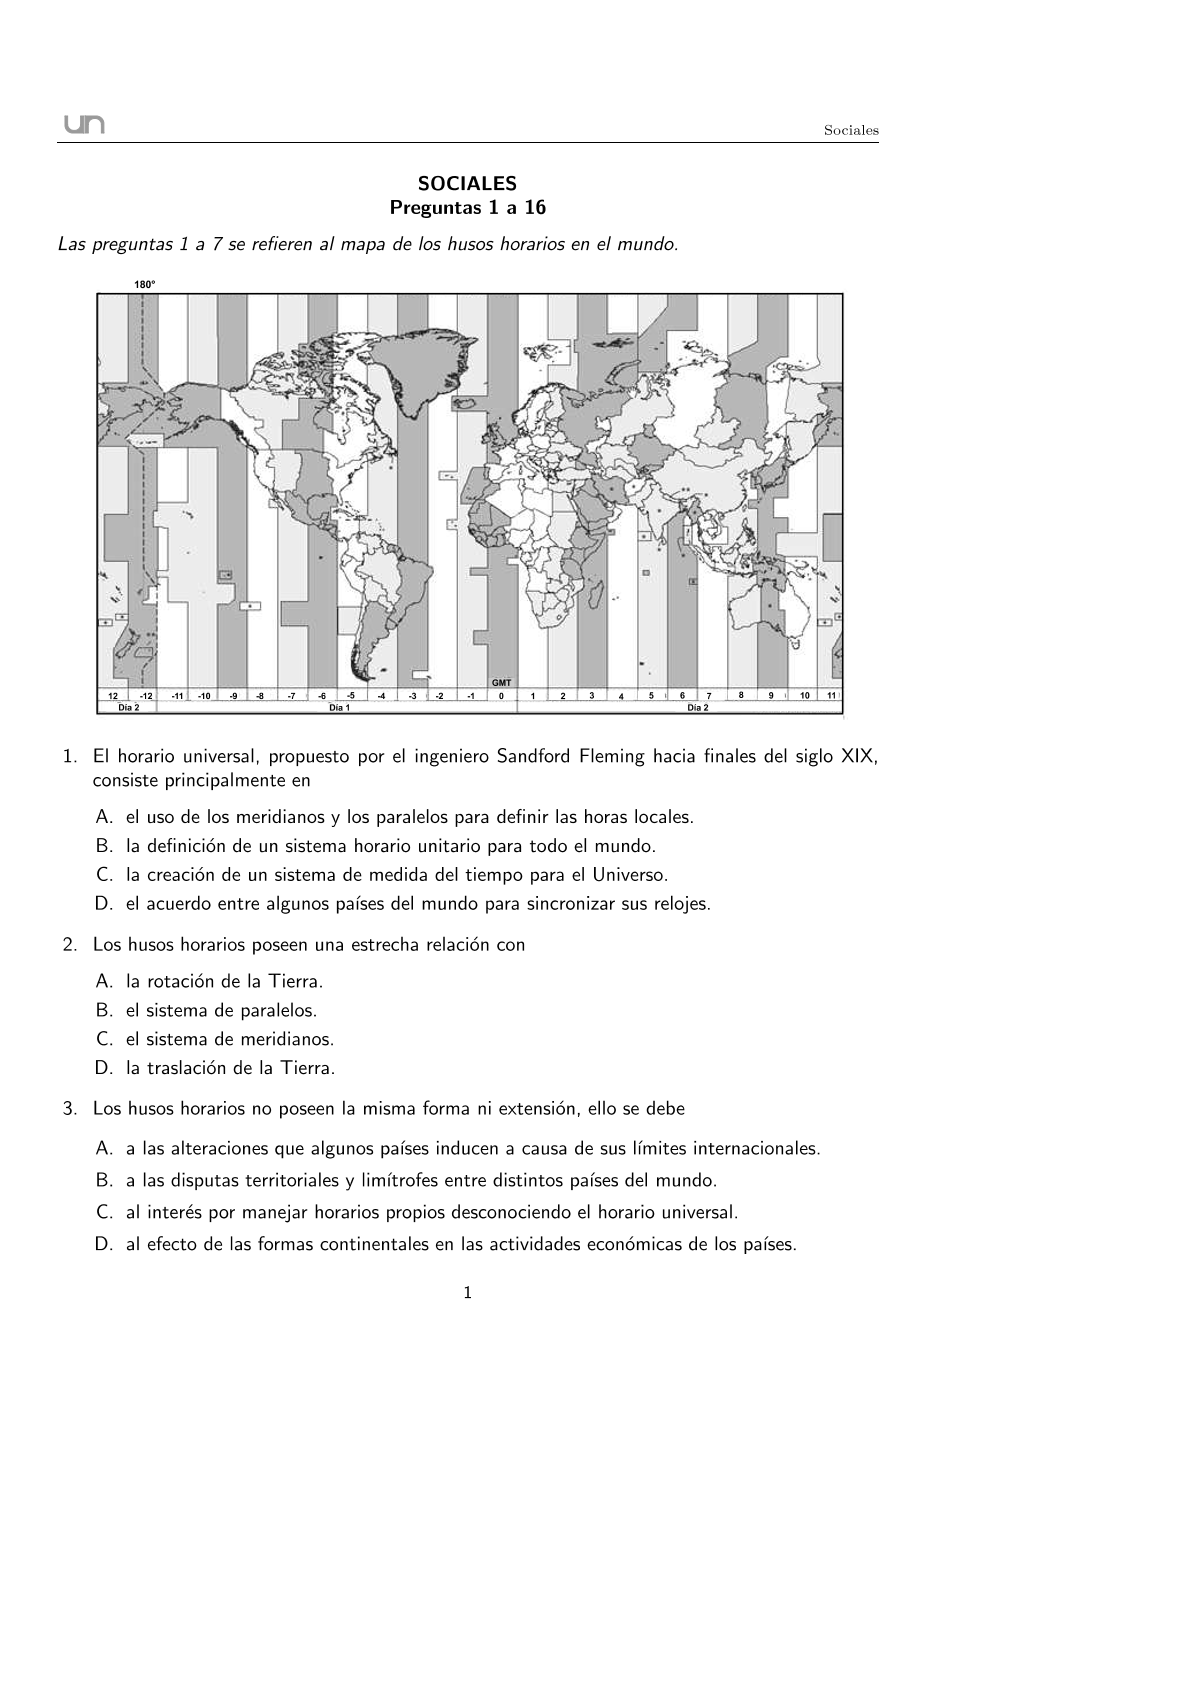 un
Sociales
SOCIALES
Preguntas 1 a 16
Las preguntas 1 a 7 se refieren al mapa de los husos horarios en el mundo.
180°
GMT
12 -12 -11 -10 -9 -8 -7 -6 -5 -4 -3 -2 -1 0 1 2 3 4 5 6 7 8 9 10 11
Día 2 Día 1 Día 2
1. El horario universal, propuesto por el ingeniero Sandford Fleming hacia finales del siglo XIX,
consiste principalmente en
A. el uso de los meridianos y los paralelos para definir las horas locales.
B. la definición de un sistema horario unitario para todo el mundo.
C. la creación de un sistema de medida del tiempo para el Universo.
D. el acuerdo entre algunos países del mundo para sincronizar sus relojes.
2. Los husos horarios poseen una estrecha relación con
A. la rotación de la Tierra.
B. el sistema de paralelos.
C. el sistema de meridianos.
D. la traslación de la Tierra.
3. Los husos horarios no poseen la misma forma ni extensión, ello se debe
A. a las alteraciones que algunos países inducen a causa de sus límites internacionales.
B. a las disputas territoriales y limítrofes entre distintos países del mundo.
C. al interés por manejar horarios propios desconociendo el horario universal.
D. al efecto de las formas continentales en las actividades económicas de los países.
1